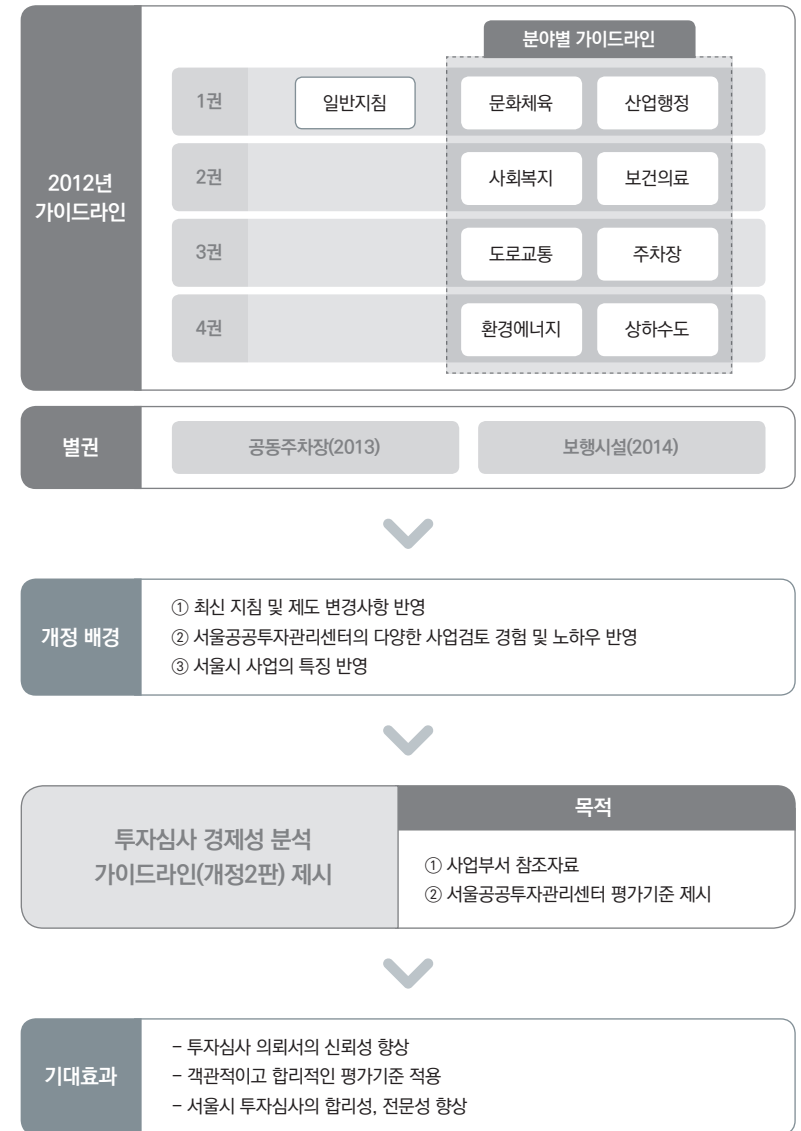 분야별 가이드라인
2012년
가이드라인
1권 일반지침 문화체육 산업행정
2권 사회복지 보건의료
3권 도로교통 주차장
4권 환경에너지 상하수도
별권 공동주차장(2013) 보행시설(2014)
개정 배경
① 최신 지침 및 제도 변경사항 반영
② 서울공공투자관리센터의 다양한 사업검토 경험 및 노하우 반영
③ 서울시 사업의 특징 반영
투자심사 경제성 분석
가이드라인(개정2판) 제시
목적
① 사업부서 참조자료
② 서울공공투자관리센터 평가기준 제시
기대효과
– 투자심사 의뢰서의 신뢰성 향상
– 객관적이고 합리적인 평가기준 적용
– 서울시 투자심사의 합리성, 전문성 향상